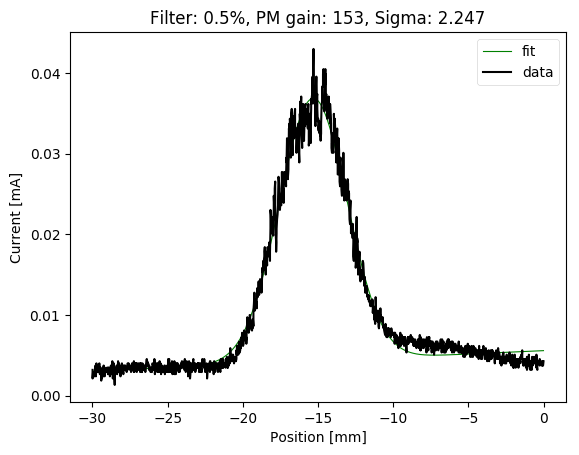 Filter: 0.5%, PM gain: 153, Sigma: 2.247
fit
data
0.04
0.03
0.02
0.01
0.00
Current [mA]
−30
−25
−20
−15
−10
−5
0
Position [mm]